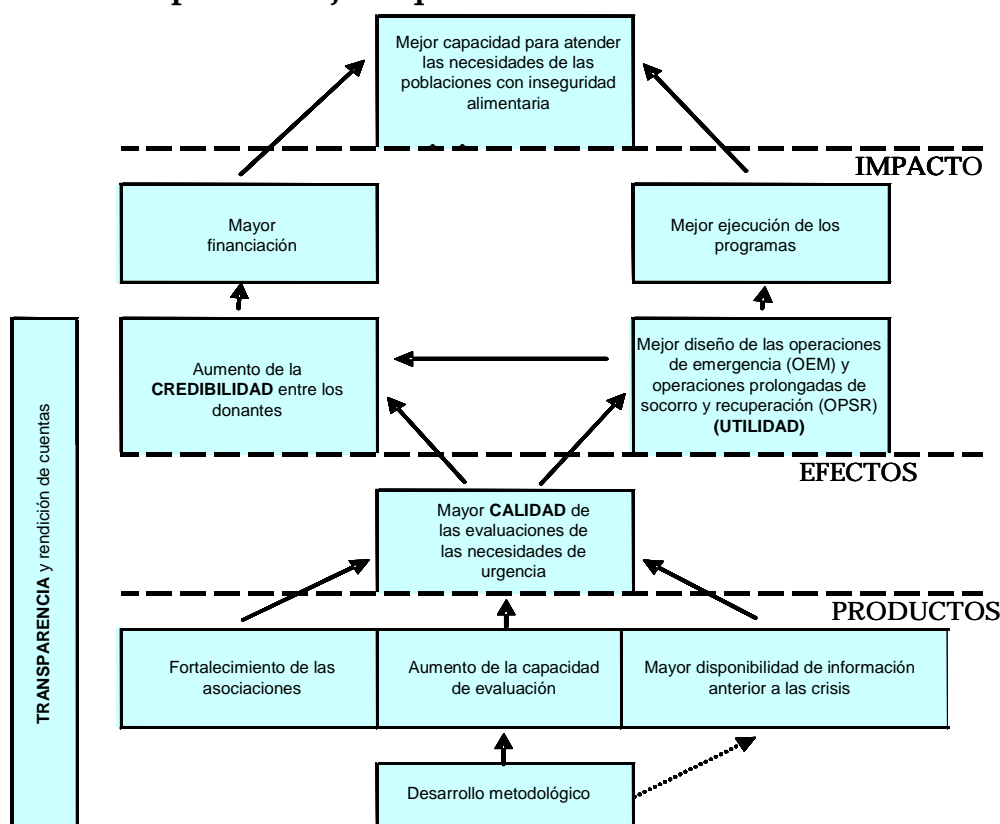 Mejor capacidad para atender
las necesidades de las
poblaciones con inseguridad
alimentaria
IMPACTO
Mayor
financiación
Mejor ejecución de los
programas
Aumento de la
CREDIBILIDAD entre los
donantes
Mejor diseño de las operaciones
de emergencia (OEM) y
operaciones prolongadas de
socorro y recuperación (OPSR)
(UTILIDAD)
EFECTOS
Mayor CALIDAD de
las evaluaciones de
las necesidades de
urgencia
PRODUCTOS
Fortalecimiento de las
asociaciones
Aumento de la capacidad
de evaluación
Mayor disponibilidad de información
anterior a las crisis
Desarrollo metodológico
TRANSPARENCIA y rendición de cuentas